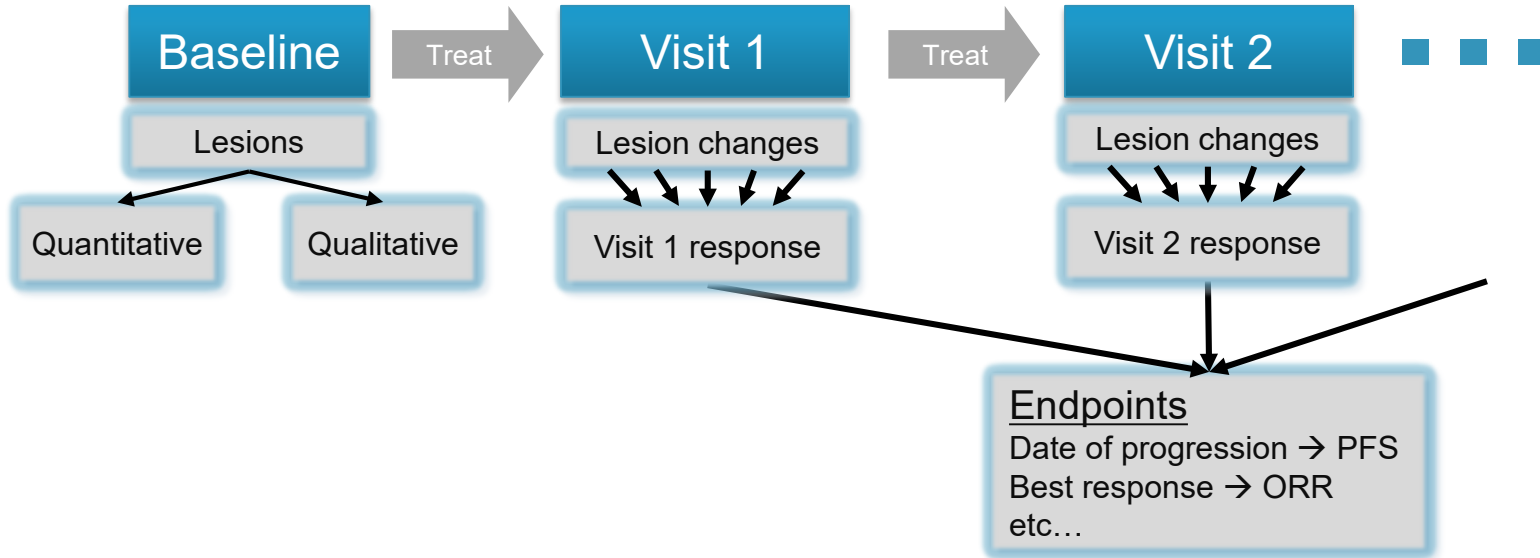 Baseline
Treat
Visit 1
Treat
Visit 2
Lesions
Lesion changes
Lesion changes
Quantitative
Qualitative
Visit 1 response
Visit 2 response
Endpoints
Date of progression → PFS
Best response → ORR
etc…